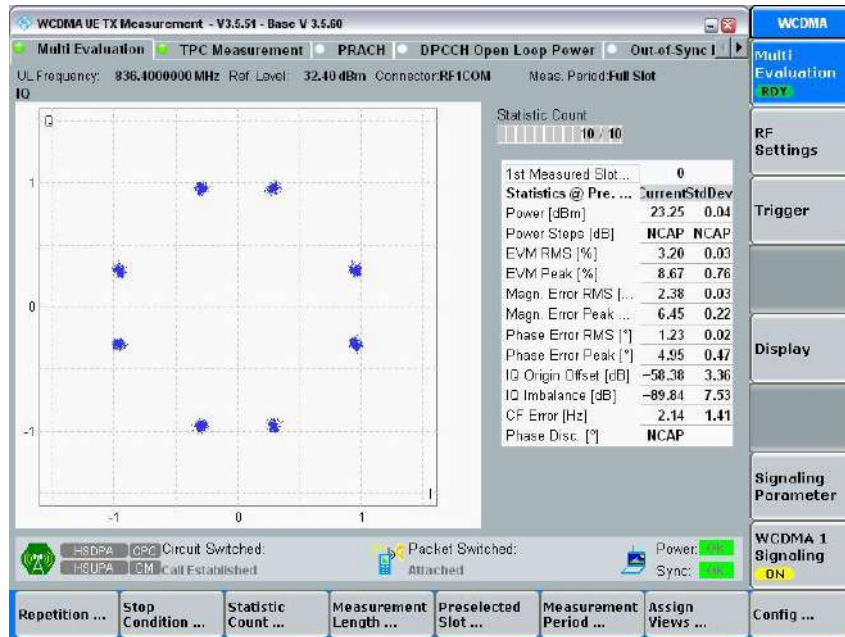 WCDMA UE TX Measurement - V3.5.51 - Base V 3.5.60
WCDMA
Multi Evaluation TPC Measurement PRACH DPCCH Open Loop Power Out-of-Sync
Multi Evaluation
RDY
UL Frequency: 836.4000000 MHz Ref. Level: 32.40 dBm Connector:RF1COM Meas. Period:Full Slot
IQ
Q
1
0
-1
-1 0 1
I
Statistic Count
10 / 10
1st Measured Slot... 0
Statistics @ Pre. ... Current StdDev
Power [dBm] 23.25 0.04
Power Steps [dB] NCAP NCAP
EVM RMS [%] 3.20 0.03
EVM Peak [%] 8.67 0.76
Magn. Error RMS [... 2.38 0.03
Magn. Error Peak ... 6.45 0.22
Phase Error RMS [°] 1.23 0.02
Phase Error Peak [°] 4.95 0.47
IQ Origin Offset [dB] -58.38 3.36
IQ Imbalance [dB] -89.84 7.53
CF Error [Hz] 2.14 1.41
Phase Disc. [°] NCAP
RF
Settings
Trigger
Display
Signaling
Parameter
WCDMA 1
Signaling
ON
HSDPA CPC Circuit Switched: Packet Switched: Power: OK
HSUPA CM Call Established Attached Sync: OK
Repetition ...
Stop
Condition ...
Statistic
Count ...
Measurement
Length ...
Preselected
Slot ...
Measurement
Period ...
Assign
Views ...
Config ...